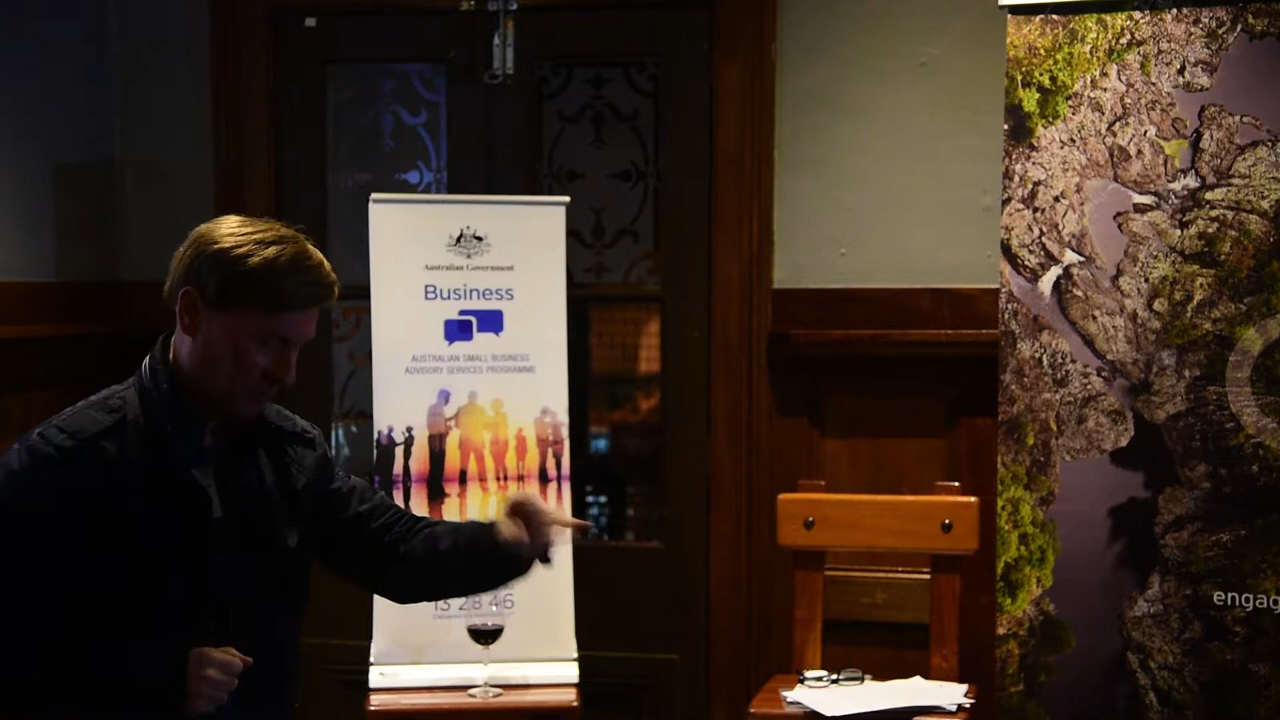 Australian Government
Business
AUSTRALIAN SMALL BUSINESS
ADVISORY SERVICES PROGRAMME
13 28 46
engag